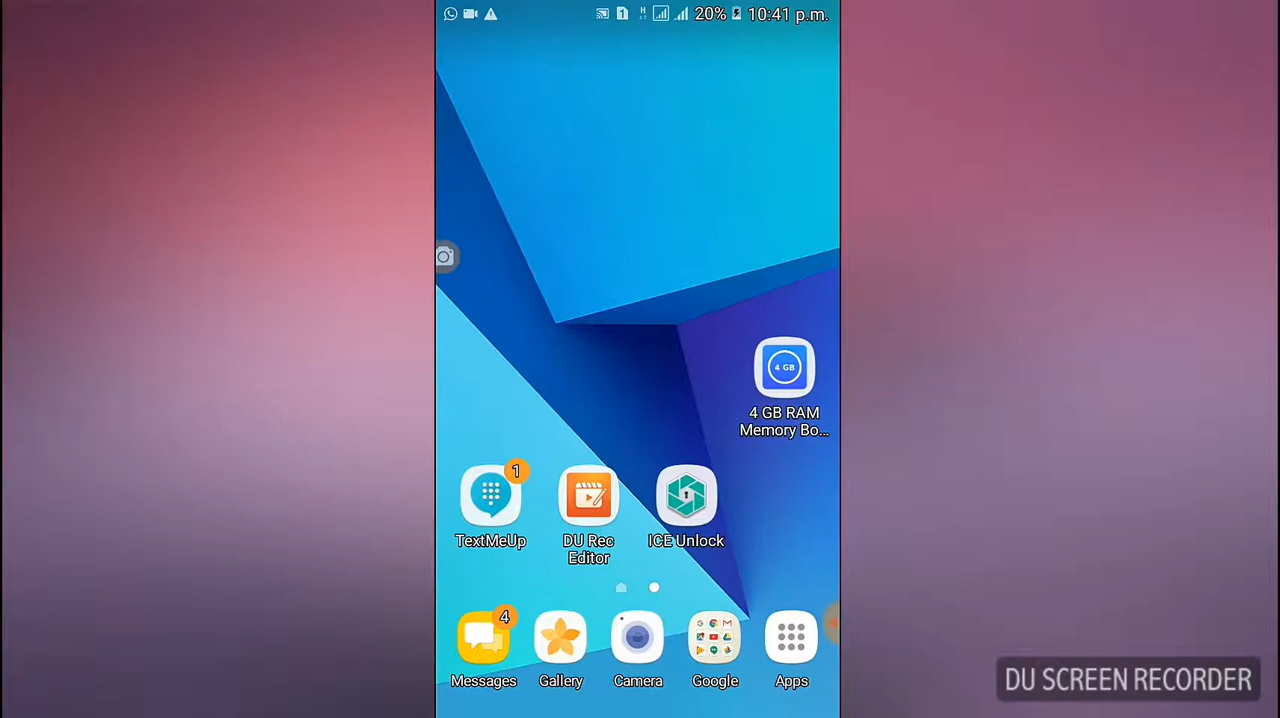 1 H 20% 10:41 p.m.
4 GB
4 GB RAM
Memory Bo...
1
TextMeUp
DU Rec
Editor
ICE Unlock
4
Messages
Gallery
Camera
Google
Apps
DU SCREEN RECORDER